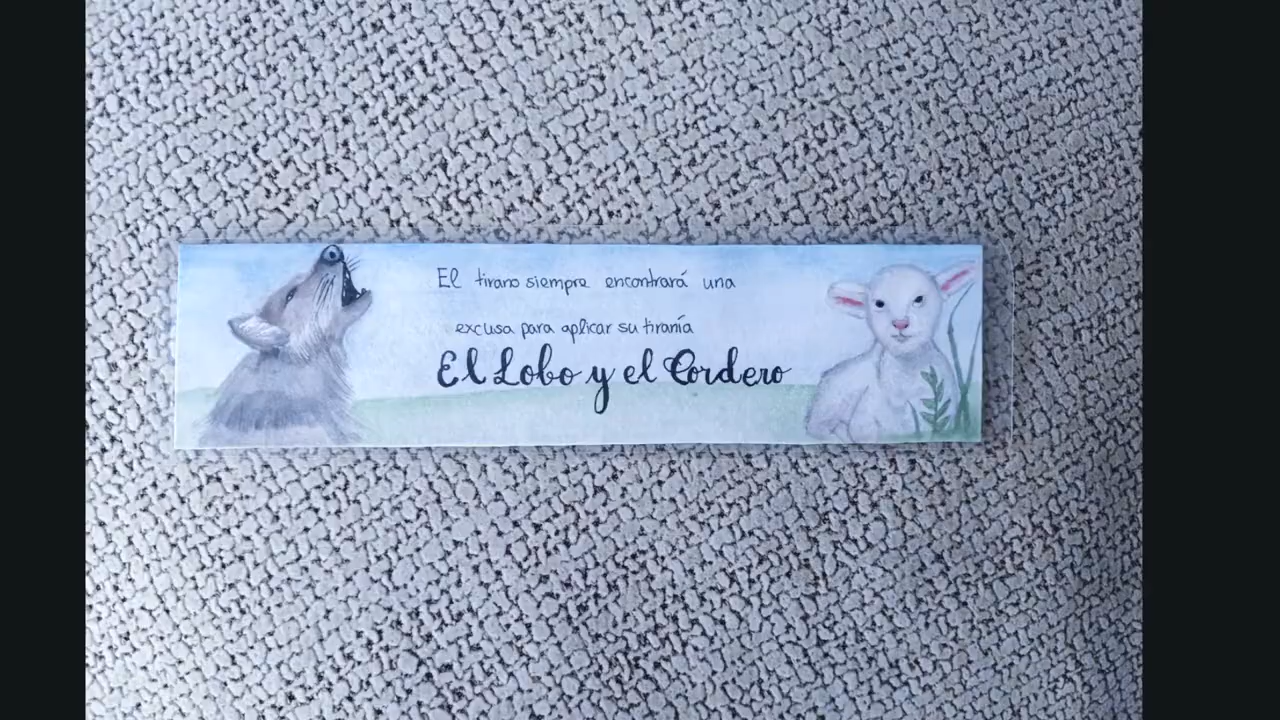 El tirano siempre encontrará una
excusa para aplicar su tiranía
El Lobo y el Cordero